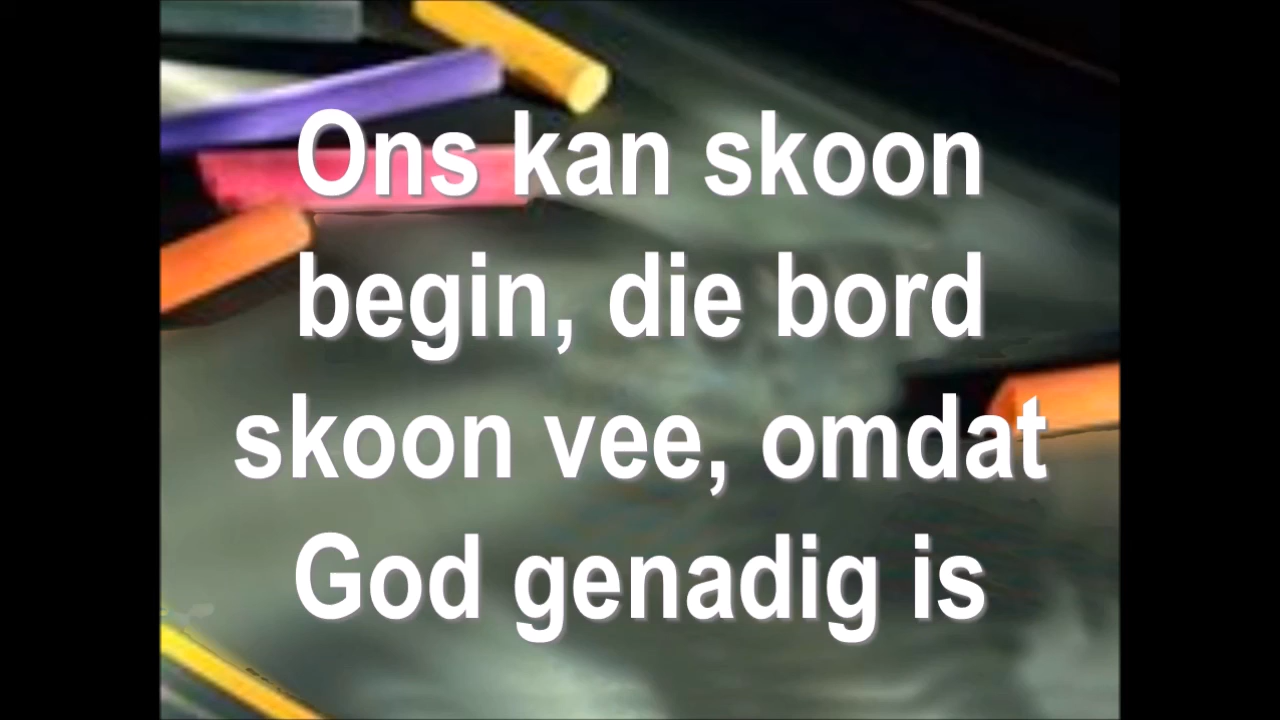 Ons kan skoon
begin, die bord
skoon vee, omdat
God genadig is